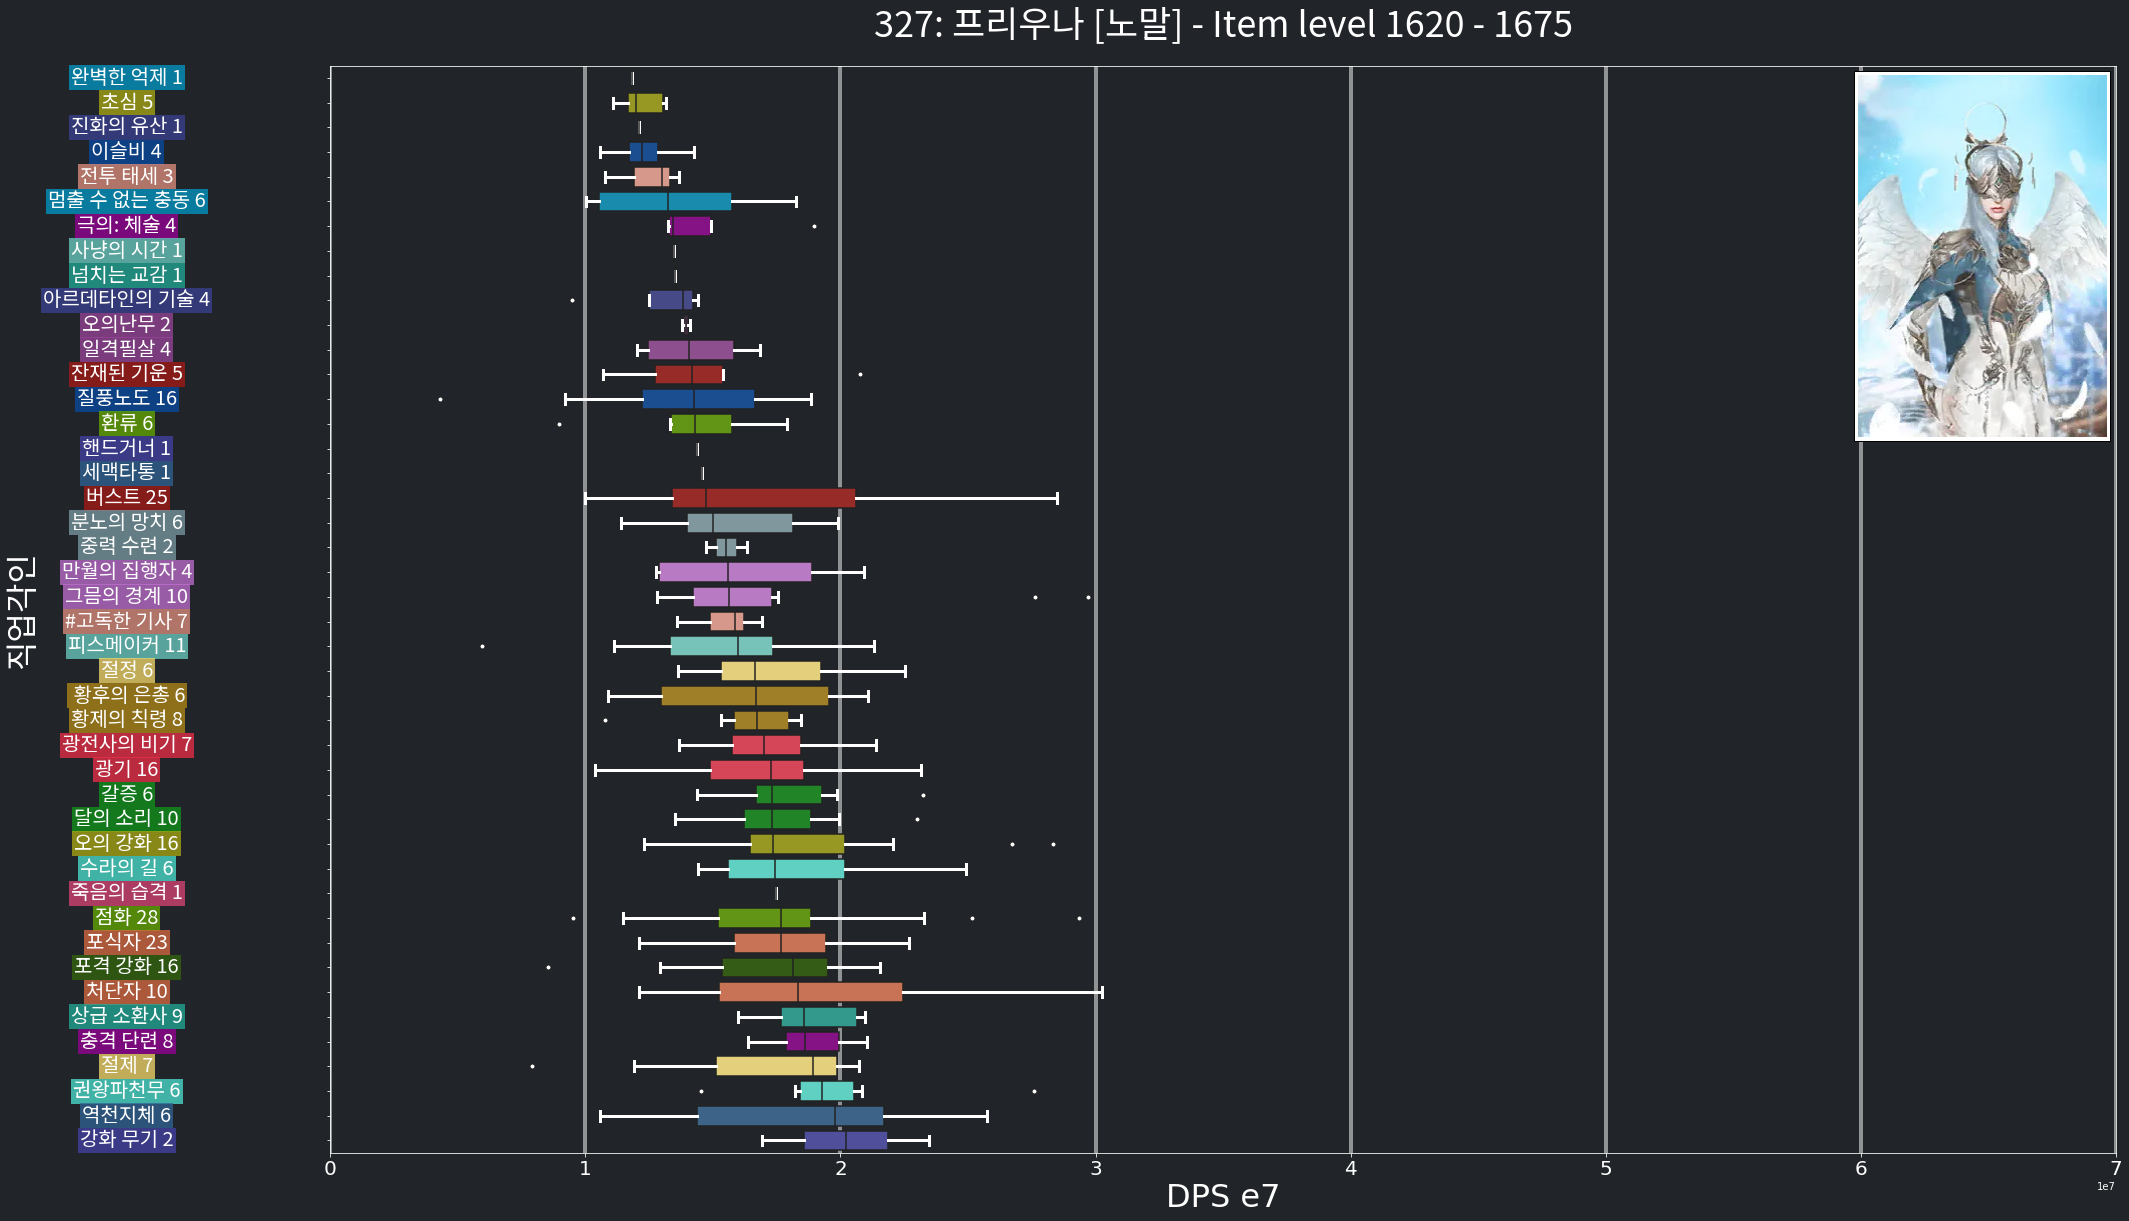 327: 프리우나 [노말] - Item level 1620 - 1675
완벽한 억제 1
초심 5
진화의 유산 1
이슬비 4
전투 태세 3
멈출 수 없는 충동 6
극의: 체술 4
사냥의 시간 1
넘치는 교감 1
아르데타인의 기술 4
오의난무 2
일격필살 4
잔재된 기운 5
질풍노도 16
환류 6
핸드거너 1
세맥타통 1
버스트 25
분노의 망치 6
중력 수련 2
만월의 집행자 4
그믐의 경계 10
#고독한 기사 7
피스메이커 11
절정 6
황후의 은총 6
황제의 칙령 8
광전사의 비기 7
광기 16
갈증 6
달의 소리 10
오의 강화 16
수라의 길 6
죽음의 습격 1
점화 28
포식자 23
포격 강화 16
처단자 10
상급 소환사 9
충격 단련 8
절제 7
권왕파천무 6
역천지체 6
강화 무기 2
직업각인
0 1 2 3 4 5 6 7
1e7
DPS e7